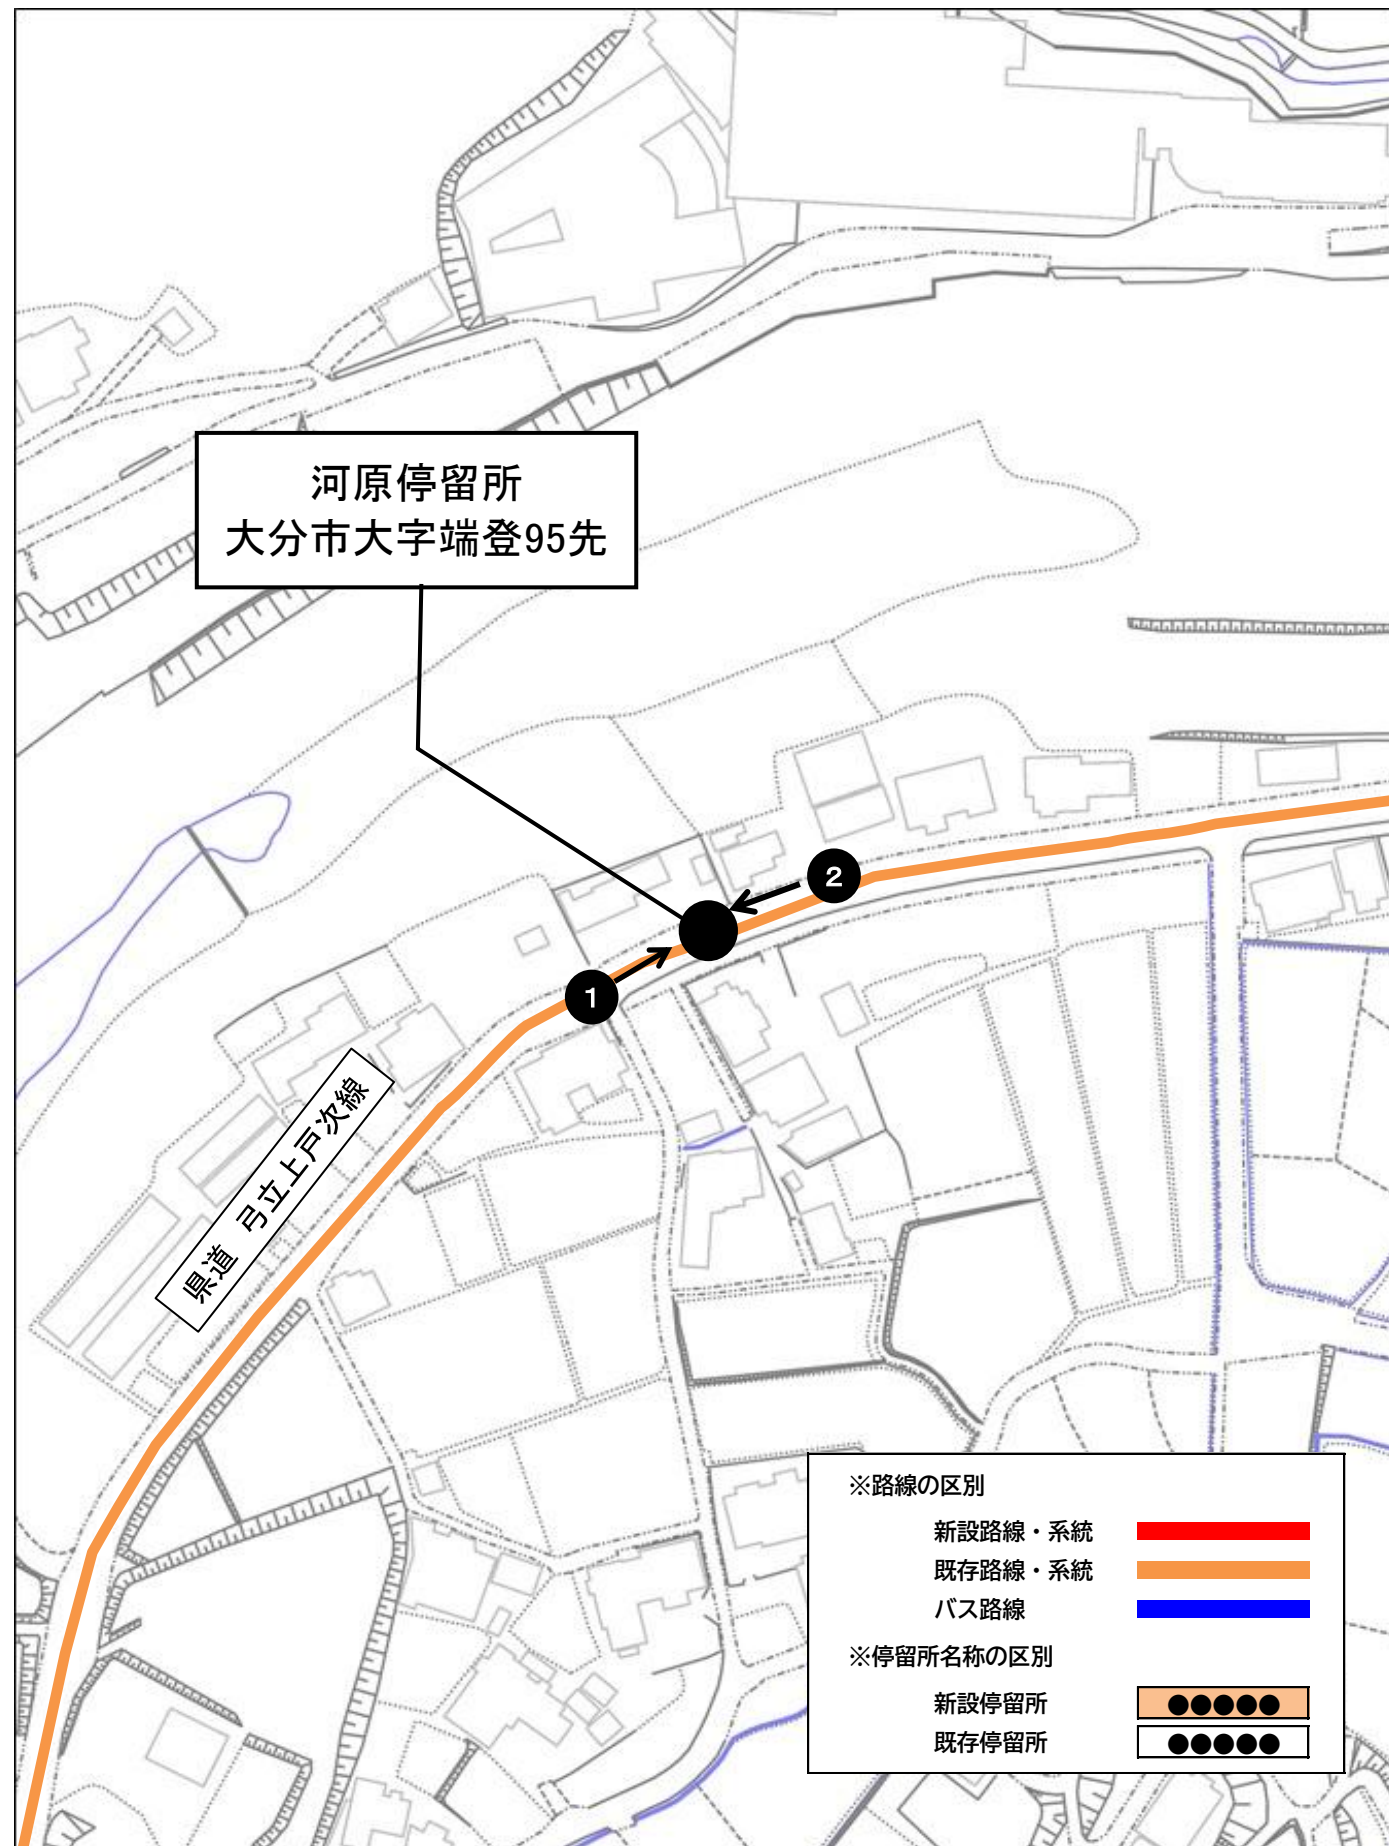 河原停留所
大分市大字端登95先
2
1
県道 弓立上戸次線
※路線の区別
新設路線・系統
既存路線・系統
バス路線
※停留所名称の区別
新設停留所 ●●●●●
既存停留所 ●●●●●